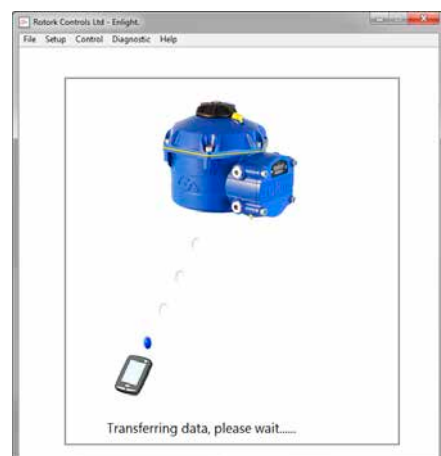 Rotork Controls Ltd - Enlight.
File Setup Control Diagnostic Help
Transferring data, please wait......